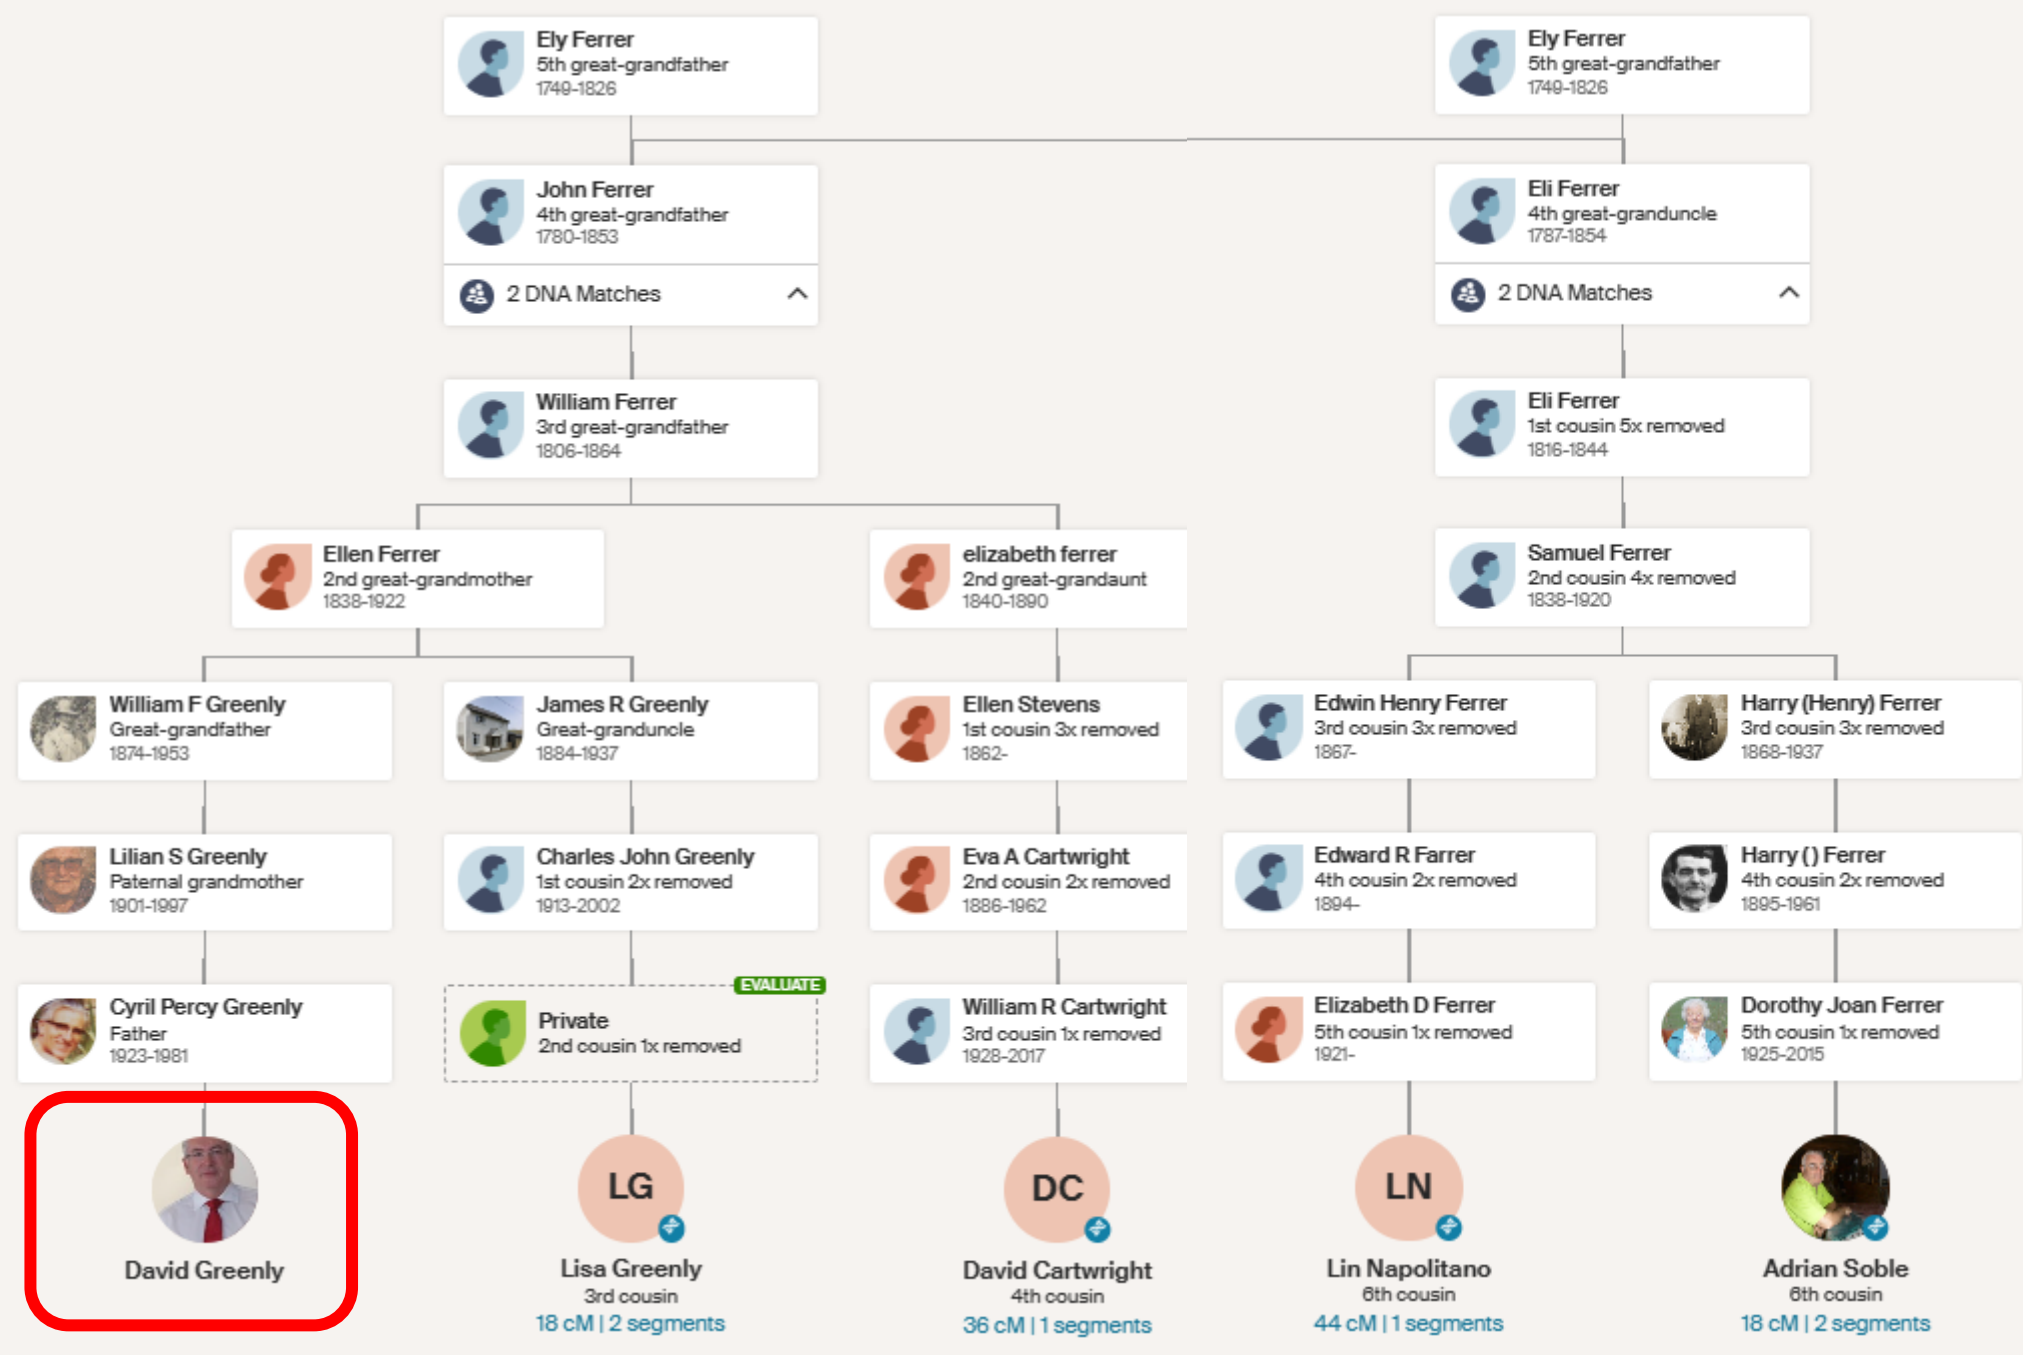 Ely Ferrer
5th great-grandfather
1749-1826
Ely Ferrer
5th great-grandfather
1749-1826
John Ferrer
4th great-grandfather
1780-1853
2 DNA Matches
Eli Ferrer
4th great-granduncle
1787-1854
2 DNA Matches
William Ferrer
3rd great-grandfather
1806-1864
Eli Ferrer
1st cousin 5x removed
1816-1844
Ellen Ferrer
2nd great-grandmother
1838-1922
elizabeth ferrer
2nd great-grandaunt
1840-1890
Samuel Ferrer
2nd cousin 4x removed
1838-1920
William F Greenly
Great-grandfather
1874-1953
James R Greenly
Great-granduncle
1884-1937
Ellen Stevens
1st cousin 3x removed
1862-
Edwin Henry Ferrer
3rd cousin 3x removed
1867-
Harry (Henry) Ferrer
3rd cousin 3x removed
1868-1937
Lilian S Greenly
Paternal grandmother
1901-1997
Charles John Greenly
1st cousin 2x removed
1913-2002
Eva A Cartwright
2nd cousin 2x removed
1886-1962
Edward R Farrer
4th cousin 2x removed
1894-
Harry () Ferrer
4th cousin 2x removed
1895-1961
Cyril Percy Greenly
Father
1923-1981
EVALUATE
Private
2nd cousin 1x removed
William R Cartwright
3rd cousin 1x removed
1928-2017
Elizabeth D Ferrer
5th cousin 1x removed
1921-
Dorothy Joan Ferrer
5th cousin 1x removed
1925-2015
David Greenly
LG
Lisa Greenly
3rd cousin
18 cM | 2 segments
DC
David Cartwright
4th cousin
36 cM | 1 segments
LN
Lin Napolitano
6th cousin
44 cM | 1 segments
Adrian Soble
6th cousin
18 cM | 2 segments